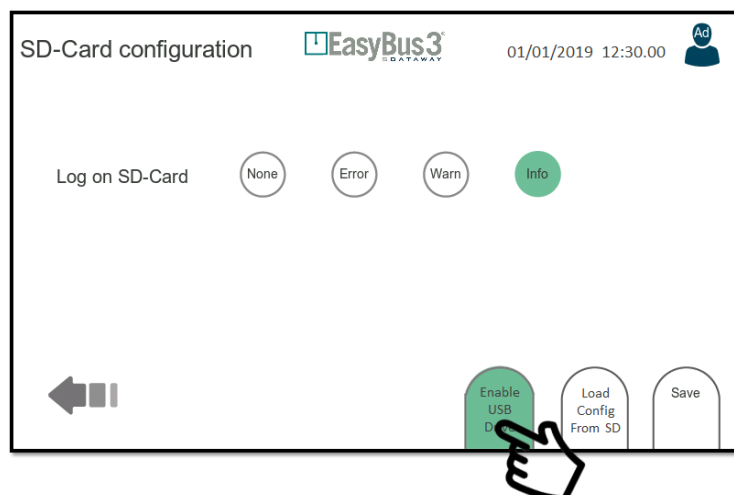 SD-Card configuration
EasyBus3
DATAWAY
01/01/2019 12:30.00
Ad
Log on SD-Card
None
Error
Warn
Info
Enable
USB
Load
Config
From SD
Save